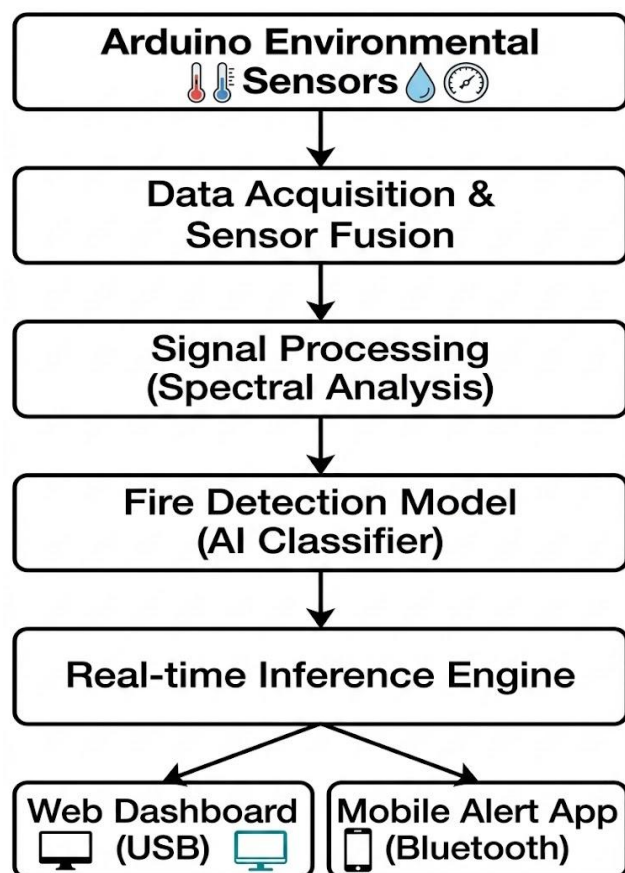 Arduino Environmental
Sensors
Data Acquisition &
Sensor Fusion
Signal Processing
(Spectral Analysis)
Fire Detection Model
(AI Classifier)
Real-time Inference Engine
Web Dashboard
(USB)
Mobile Alert App
(Bluetooth)